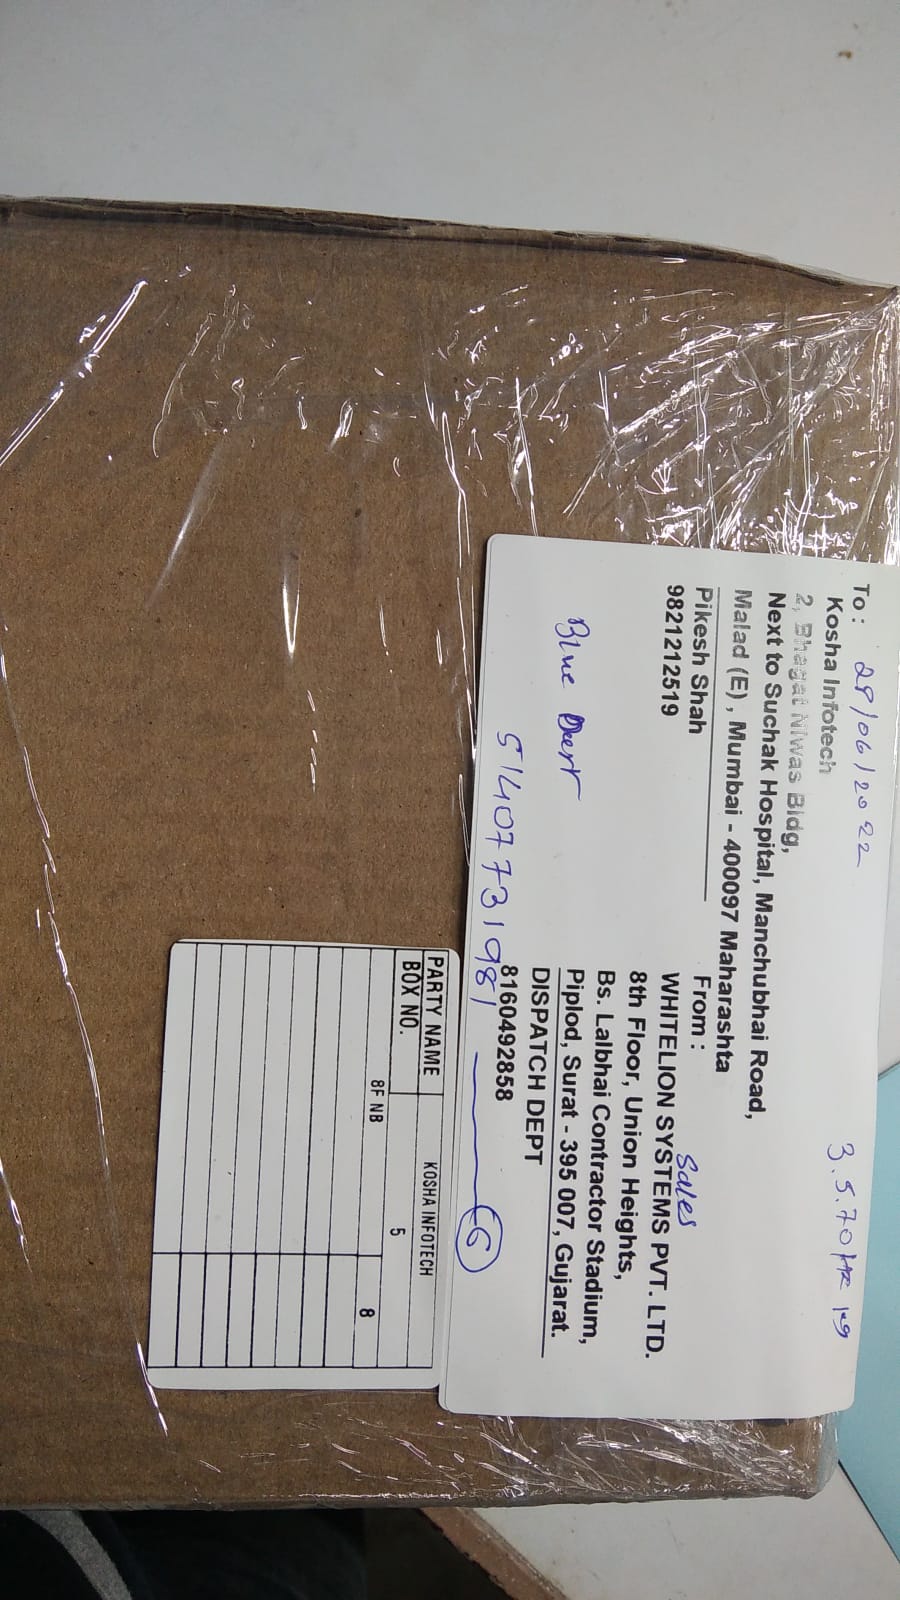 To :
29/06/2022
3.5.70
Kosha Infotech
2, Bhagat Niwas Bldg,
Next to Suchak Hospital, Manchubhai Road,
Malad (E) , Mumbai - 400097 Maharashta
Pikesh Shah
9821212519
From :
Sales
WHITELION SYSTEMS PVT. LTD.
8th Floor, Union Heights,
Bs. Lalbhai Contractor Stadium,
Piplod, Surat - 395 007, Gujarat.
DISPATCH DEPT
8160492858
Blue Dart
51407731981
6
PARTY NAME KOSHA INFOTECH
BOX NO. 5
8F NB 8